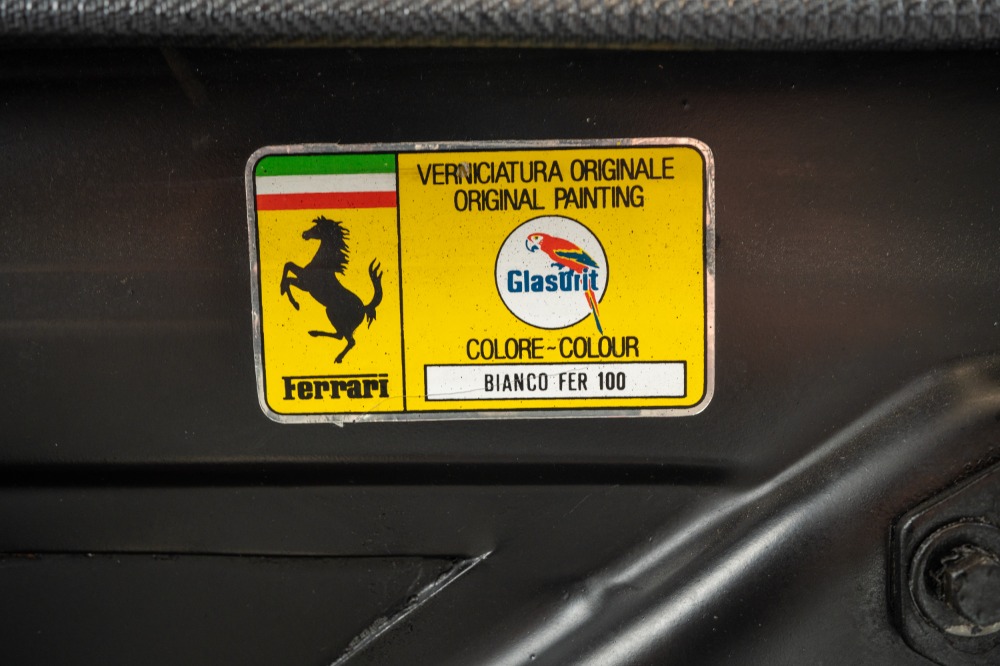 VERNICIATURA ORIGINALE
ORIGINAL PAINTING
Glasurit
COLORE~COLOUR
BIANCO FER 100
Ferrari